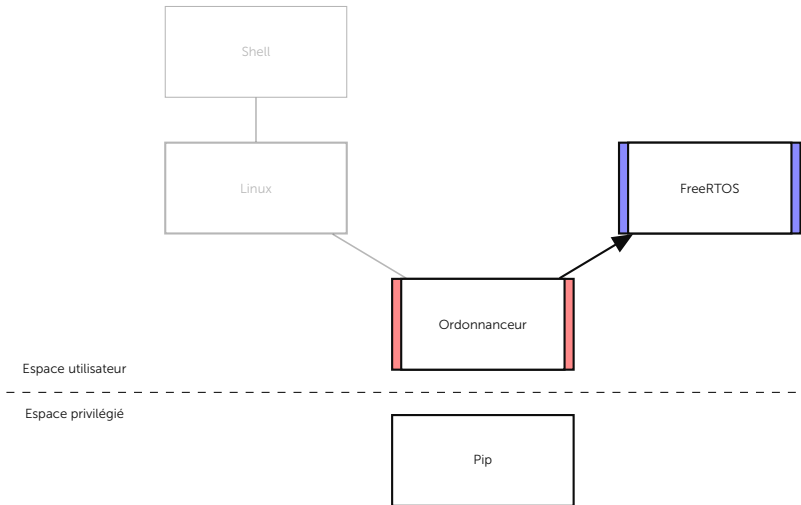 Shell
Linux
FreeRTOS
Ordonnanceur
Espace utilisateur
Espace privilégié
Pip